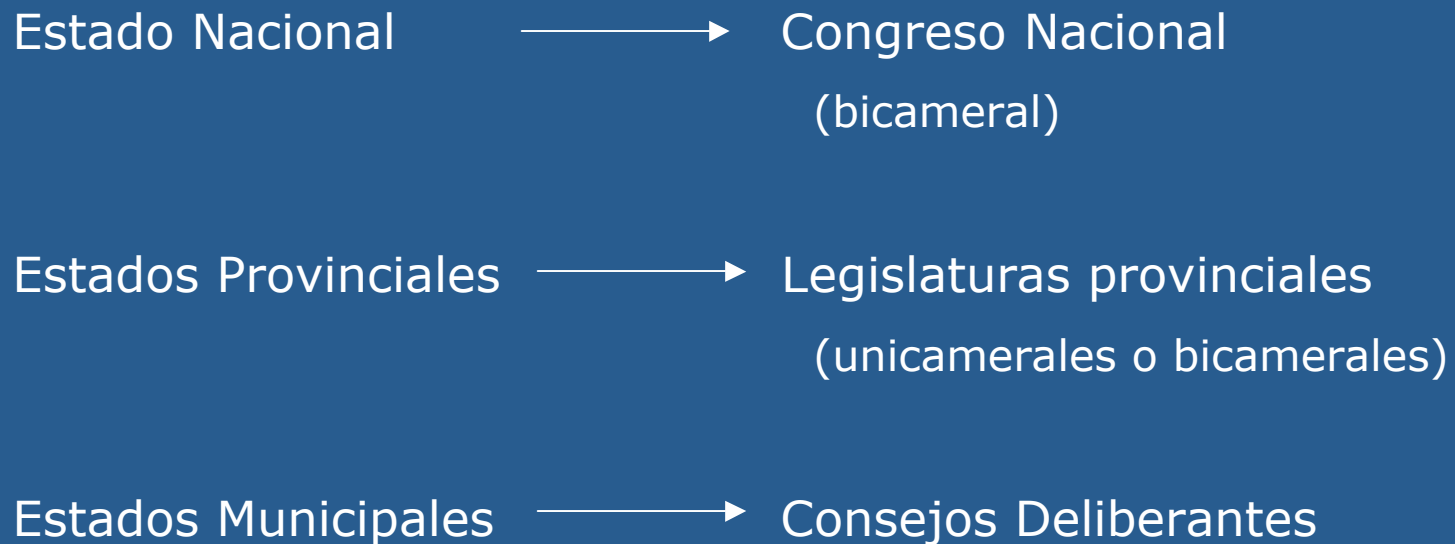 Estado Nacional Congreso Nacional
(bicameral)
Estados Provinciales Legislaturas provinciales
(unicamerales o bicamerales)
Estados Municipales Consejos Deliberantes